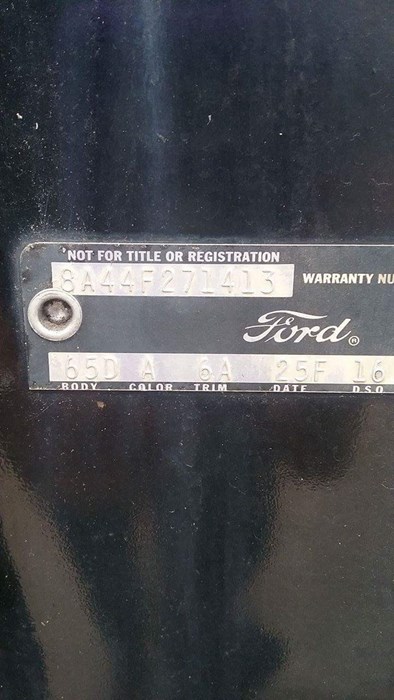 NOT FOR TITLE OR REGISTRATION
8A44F271413 WARRANTY NU
Ford®
65D A 6A 25F 16
BODY COLOR TRIM DATE DSO